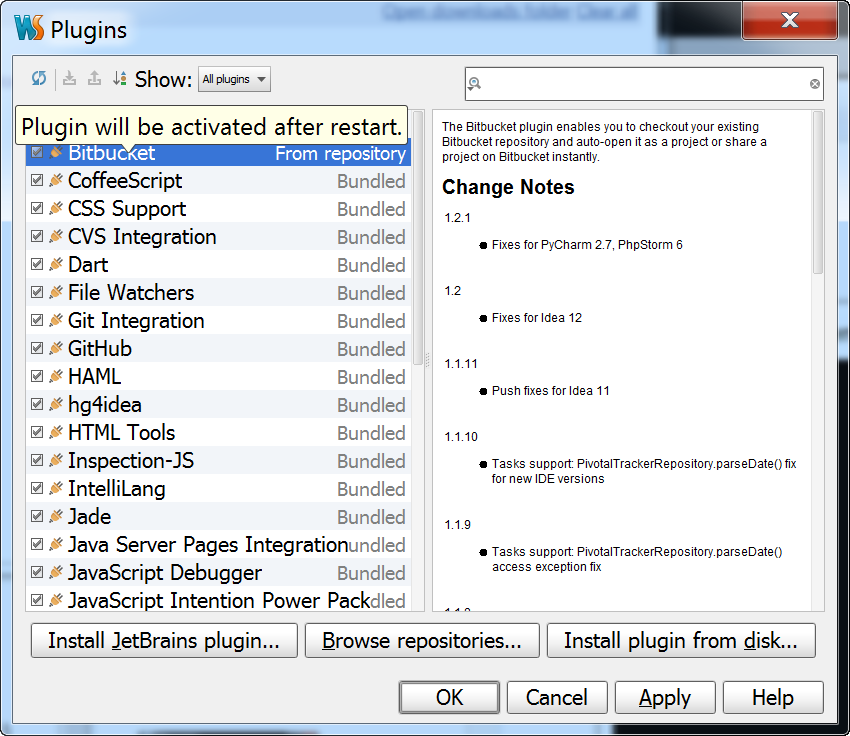 Open downloads folder Clear all
WS Plugins
Show: All plugins
Plugin will be activated after restart.
Bitbucket From repository
CoffeeScript Bundled
CSS Support Bundled
CVS Integration Bundled
Dart Bundled
File Watchers Bundled
Git Integration Bundled
GitHub Bundled
HAML Bundled
hg4idea Bundled
HTML Tools Bundled
Inspection-JS Bundled
IntelliLang Bundled
Jade Bundled
Java Server Pages Integrationundled
JavaScript Debugger Bundled
JavaScript Intention Power Packdled
The Bitbucket plugin enables you to checkout your existing
Bitbucket repository and auto-open it as a project or share a
project on Bitbucket instantly.
Change Notes
1.2.1
Fixes for PyCharm 2.7, PhpStorm 6
1.2
Fixes for Idea 12
1.1.11
Push fixes for Idea 11
1.1.10
Tasks support: PivotalTrackerRepository.parseDate() fix
for new IDE versions
1.1.9
Tasks support: PivotalTrackerRepository.parseDate()
access exception fix
Install JetBrains plugin...
Browse repositories...
Install plugin from disk...
OK
Cancel
Apply
Help